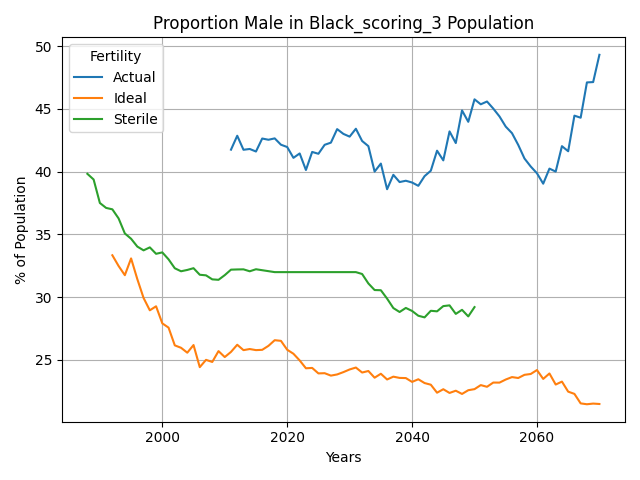 Proportion Male in Black_scoring_3 Population
Fertility
Actual
Ideal
Sterile
% of Population
50
45
40
35
30
25
2000
2020
2040
2060
Years